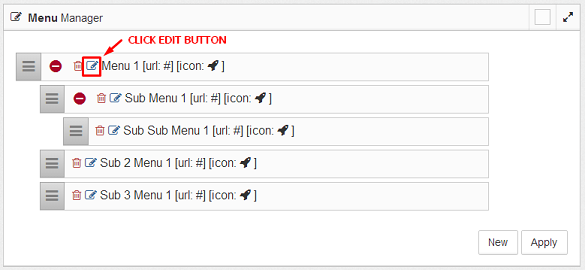 Menu Manager
CLICK EDIT BUTTON
Menu 1 [url: #] [icon: ]
Sub Menu 1 [url: #] [icon: ]
Sub Sub Menu 1 [url: #] [icon: ]
Sub 2 Menu 1 [url: #] [icon: ]
Sub 3 Menu 1 [url: #] [icon: ]
New Apply